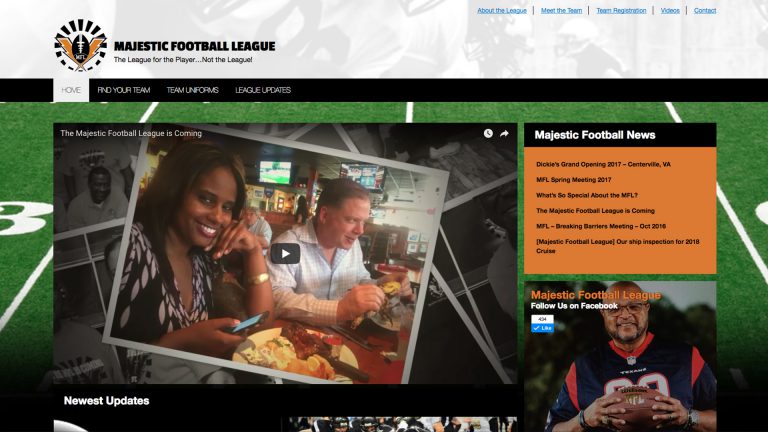 About the League | Meet the Team | Team Registration | Videos | Contact
MFL
MAJESTIC FOOTBALL LEAGUE
The League for the Player...Not the League!
HOME FIND YOUR TEAM TEAM UNIFORMS LEAGUE UPDATES
The Majestic Football League is Coming
Majestic Football News
Dickie's Grand Opening 2017 – Centerville, VA
MFL Spring Meeting 2017
What's So Special About the MFL?
The Majestic Football League is Coming
MFL – Breaking Barriers Meeting – Oct 2016
[Majestic Football League] Our ship inspection for 2018
Cruise
Majestic Football League
Follow Us on Facebook
434
Like
TEXANS
Newest Updates